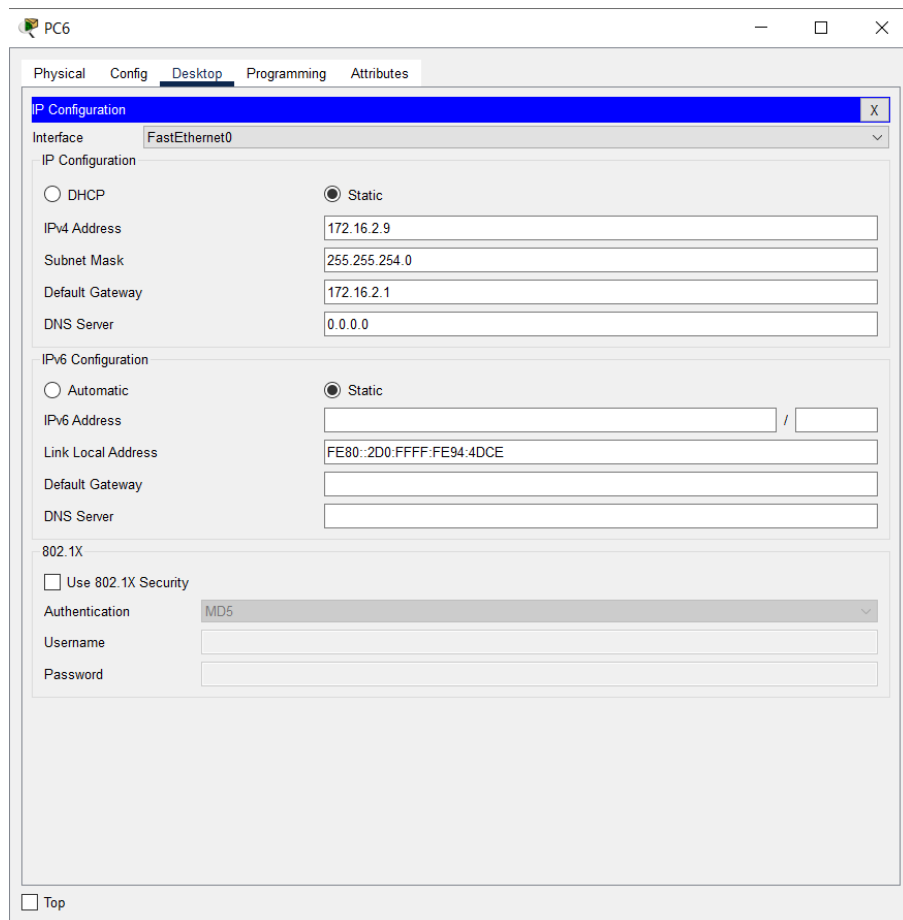 PC6
Physical Config Desktop Programming Attributes
IP Configuration X
Interface FastEthernet0
IP Configuration
DHCP Static
IPv4 Address 172.16.2.9
Subnet Mask 255.255.254.0
Default Gateway 172.16.2.1
DNS Server 0.0.0.0
IPv6 Configuration
Automatic Static
IPv6 Address /
Link Local Address FE80::2D0:FFFF:FE94:4DCE
Default Gateway
DNS Server
802.1X
Use 802.1X Security
Authentication MD5
Username
Password
Top